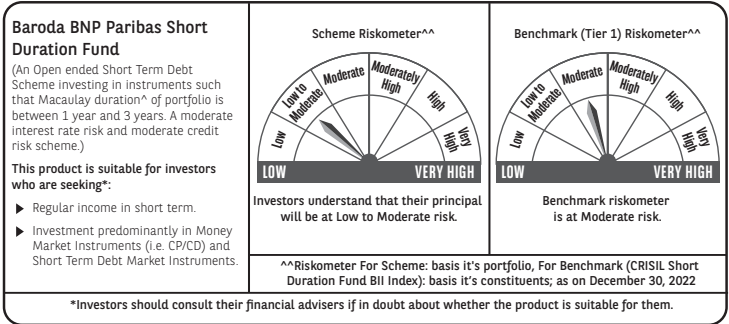 Baroda BNP Paribas Short
Duration Fund
(An Open ended Short Term Debt
Scheme investing in instruments such
that Macaulay duration^ of portfolio is
between 1 year and 3 years. A moderate
interest rate risk and moderate credit
risk scheme.)
This product is suitable for investors
who are seeking*:
▶ Regular income in short term.
▶ Investment predominantly in Money
Market Instruments (i.e. CP/CD) and
Short Term Debt Market Instruments.
Scheme Riskometer^^
Low
Low to
Moderate
Moderate
Moderately
High
High
Very
High
LOW
VERY HIGH
Investors understand that their principal
will be at Low to Moderate risk.
Benchmark (Tier 1) Riskometer^^
Low
Low to
Moderate
Moderate
Moderately
High
High
Very
High
LOW
VERY HIGH
Benchmark riskometer
is at Moderate risk.
^^Riskometer For Scheme: basis it's portfolio, For Benchmark (CRISIL Short
Duration Fund BII Index): basis it's constituents; as on December 30, 2022
*Investors should consult their financial advisers if in doubt about whether the product is suitable for them.